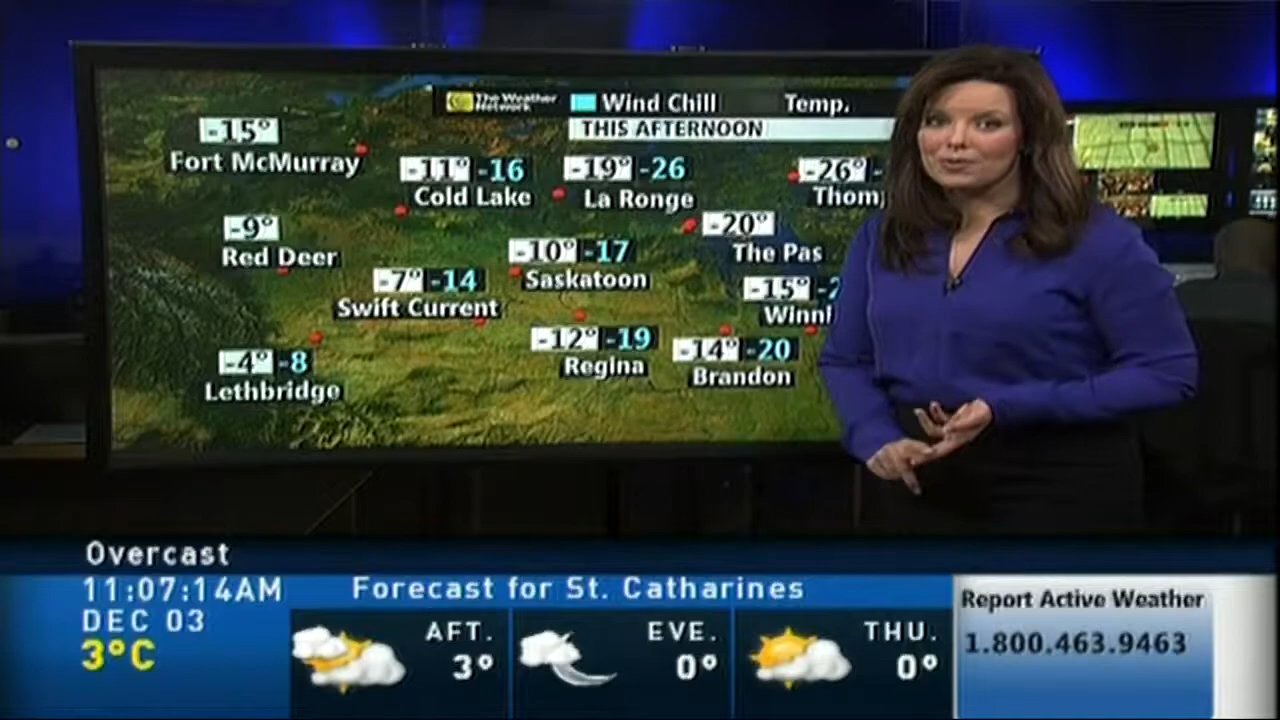 The Weather
Network
Wind Chill
Temp.
THIS AFTERNOON
-15°
Fort McMurray
-11° -16
Cold Lake
-19° -26
La Ronge
-26°
Thom
-9°
Red Deer
-20°
The Pas
-10° -17
Saskatoon
-7° -14
Swift Current
-15°
Winni
-12° -19
Regina
-14° -20
Brandon
-4° -8
Lethbridge
Overcast
11:07:14AM
DEC 03
3°C
Forecast for St. Catharines
AFT.
3°
EVE.
0°
THU.
0°
Report Active Weather
1.800.463.9463